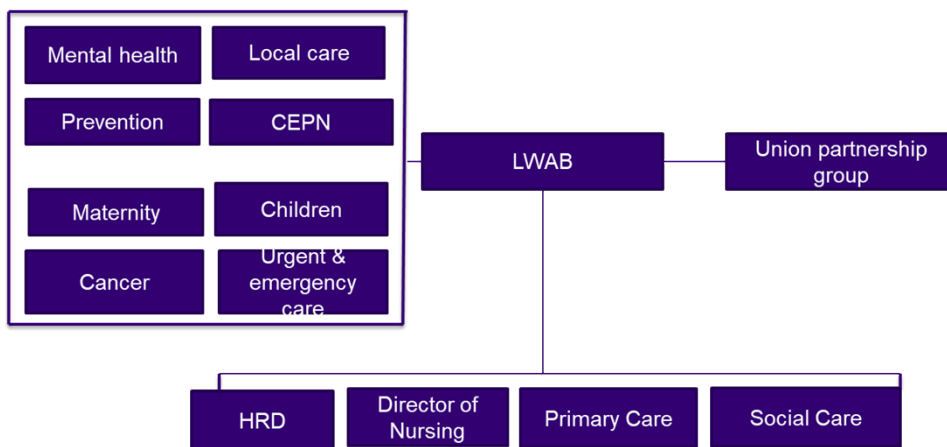 Mental health
Local care
Prevention
CEPN
LWAB
Union partnership
group
Maternity
Children
Cancer
Urgent &
emergency
care
HRD
Director of
Nursing
Primary Care
Social Care